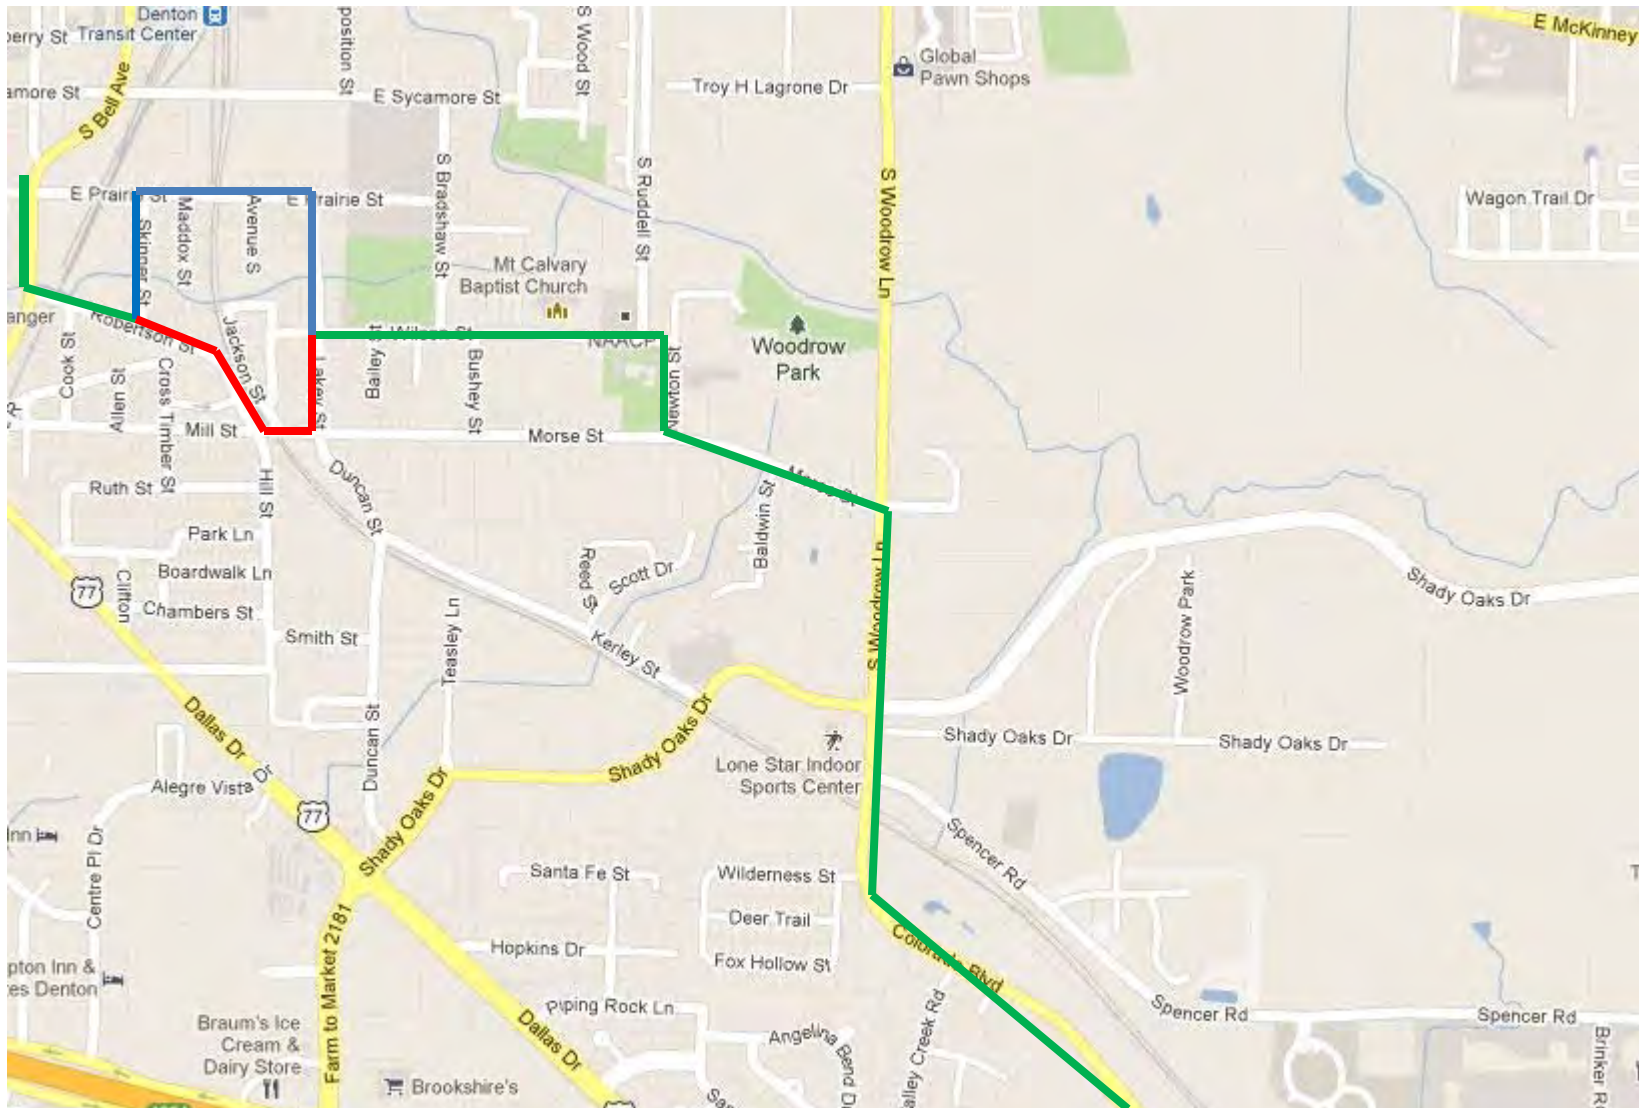 Denton
Transit Center
E McKinney
S Bell Ave
E Sycamore St
S Wood St
Troy H Lagrone Dr
Global
Pawn Shops
S Bradshaw St
S Ruddell St
S Woodrow Ln
Wagon Trail Dr
E Prairie St
E Prairie St
Skinner St
Maddox St
Avenue S
Mt Calvary
Baptist Church
Robertson St
Jackson St
Wilson St
NAACP
Woodrow
Park
Cook St
Allen St
Cross Timber St
Lakey St
Bailey St
Bushey St
Newton St
Mill St
Morse St
Morse St
Ruth St
Hill St
Duncan St
Baldwin St
Park Ln
Boardwalk Ln
Clifton
Chambers St
Reed St
Scott Dr
Smith St
Teasley Ln
Kerley St
S Woodrow Ln
Woodrow Park
Shady Oaks Dr
77
Dallas Dr
Duncan St
Shady Oaks Dr
Shady Oaks Dr
Shady Oaks Dr
Lone Star Indoor
Sports Center
Alegre Vista
Dr
77
Shady Oaks Dr
Spencer Rd
Inn
Centre Pl Dr
Santa Fe St
Wilderness St
Deer Trail
Fox Hollow St
Hopkins Dr
Colorado Blvd
Farm to Market 2181
pton Inn &
es Denton
Piping Rock Ln
Dallas Dr
Angelina Bend D
alley Creek Rd
Spencer Rd
Spencer Rd
Brinker R
Braum's Ice
Cream &
Dairy Store
Brookshire's